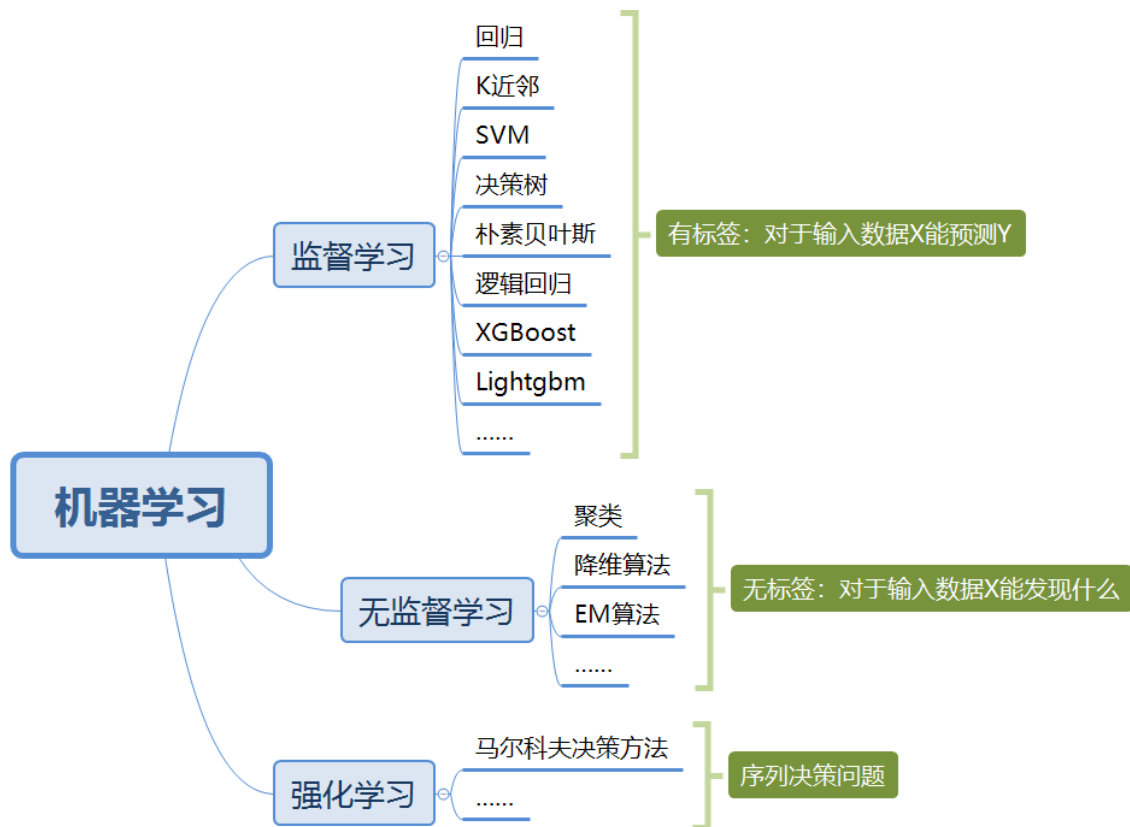 机器学习
监督学习
回归
K近邻
SVM
决策树
朴素贝叶斯
逻辑回归
XGBoost
Lightgbm
......
有标签：对于输入数据X能预测Y
无监督学习
聚类
降维算法
EM算法
......
无标签：对于输入数据X能发现什么
强化学习
马尔科夫决策方法
......
序列决策问题